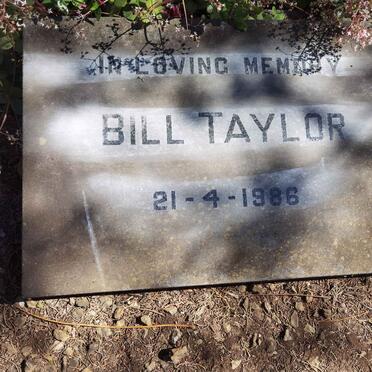 IN LOVING MEMORY
BILL TAYLOR
21-4-1986